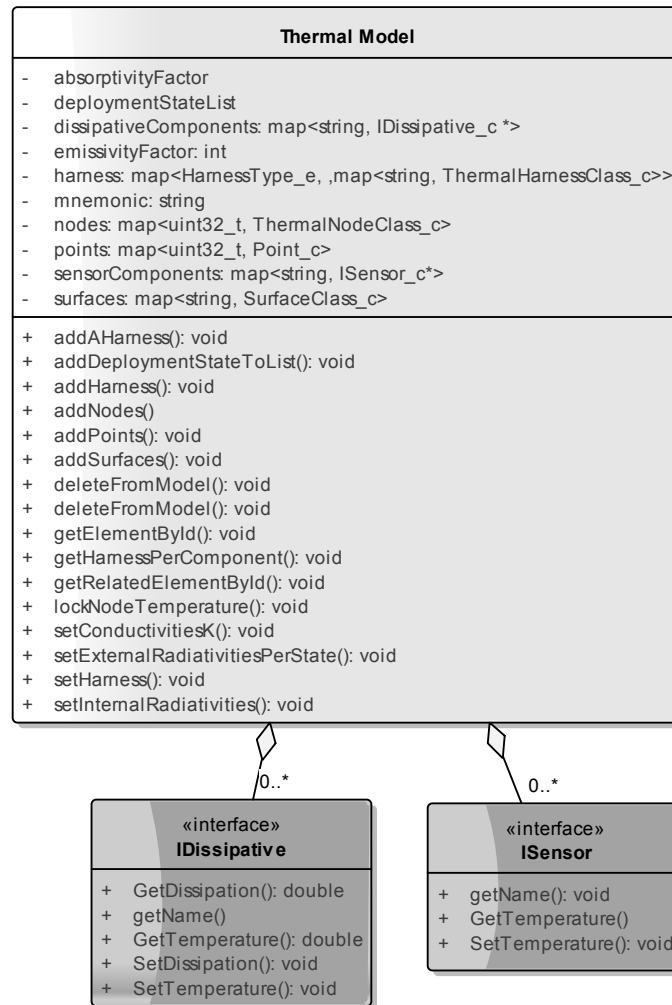 Thermal Model
- absorptivityFactor
- deploymentStateList
- dissipativeComponents: map<string, IDissipative_c *>
- emissivityFactor: int
- harness: map<HarnessType_e, ,map<string, ThermalHarnessClass_c>>
- mnemonic: string
- nodes: map<uint32_t, ThermalNodeClass_c>
- points: map<uint32_t, Point_c>
- sensorComponents: map<string, ISensor_c*>
- surfaces: map<string, SurfaceClass_c>
+ addAHarness(): void
+ addDeploymentStateToList(): void
+ addHarness(): void
+ addNodes()
+ addPoints(): void
+ addSurfaces(): void
+ deleteFromModel(): void
+ deleteFromModel(): void
+ getElementById(): void
+ getHarnessPerComponent(): void
+ getRelatedElementById(): void
+ lockNodeTemperature(): void
+ setConductivitiesK(): void
+ setExternalRadiativitiesPerState(): void
+ setHarness(): void
+ setInternalRadiativities(): void
0..*
0..*
«interface»
IDissipative
+ GetDissipation(): double
+ getName()
+ GetTemperature(): double
+ SetDissipation(): void
+ SetTemperature(): void
«interface»
ISensor
+ getName(): void
+ GetTemperature()
+ SetTemperature(): void